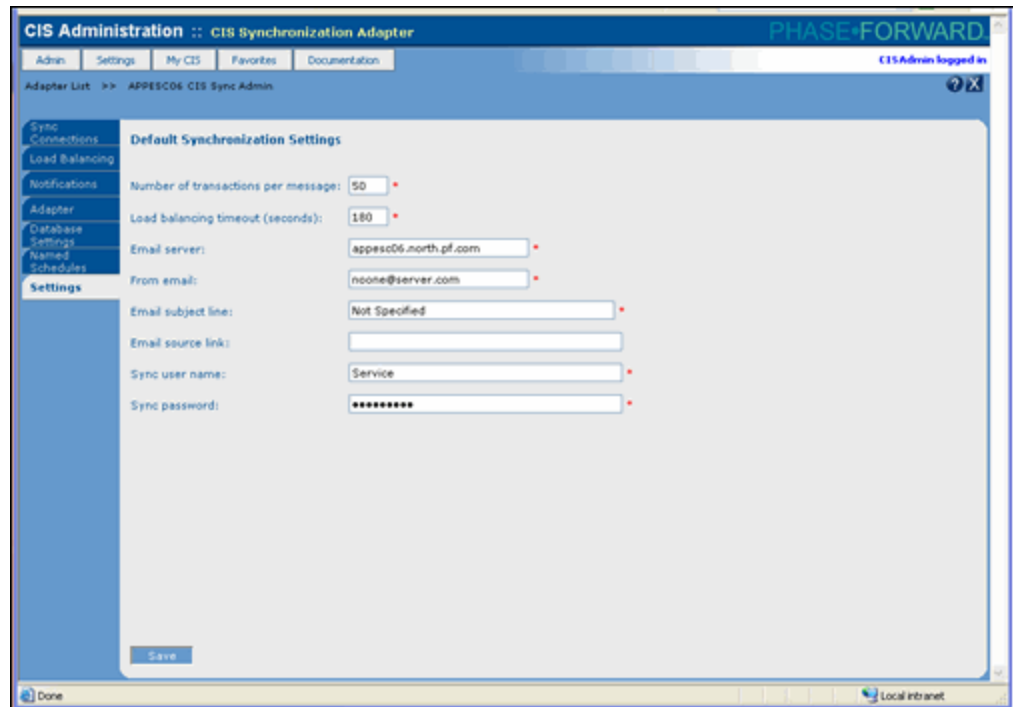 CIS Administration :: CIS Synchronization Adapter
PHASE•FORWARD.
Admin Settings My CIS Favorites Documentation
CISAdmin logged in
Adapter List >> APPESC06 CIS Sync Admin
? X
Sync Connections
Load Balancing
Notifications
Adapter
Database Settings
Named Schedules
Settings
Default Synchronization Settings
Number of transactions per message: 50 *
Load balancing timeout (seconds): 180 *
Email server: appesc06.north.pf.com *
From email: noone@server.com *
Email subject line: Not Specified *
Email source link:
Sync user name: Service *
Sync password: ••••••••• *
Save
Done
Local intranet